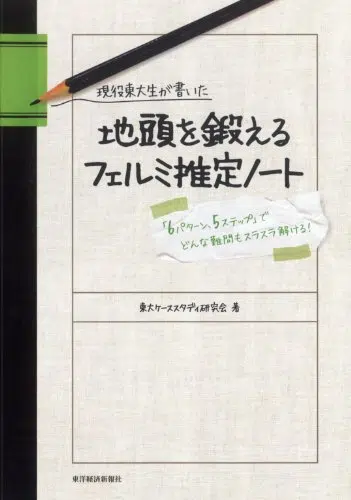 現役東大生が書いた
地頭を鍛える
フェルミ推定ノート
「6パターン、5ステップ」で
どんな難問もスラスラ解ける!
東大ケーススタディ研究会 著
東洋経済新報社